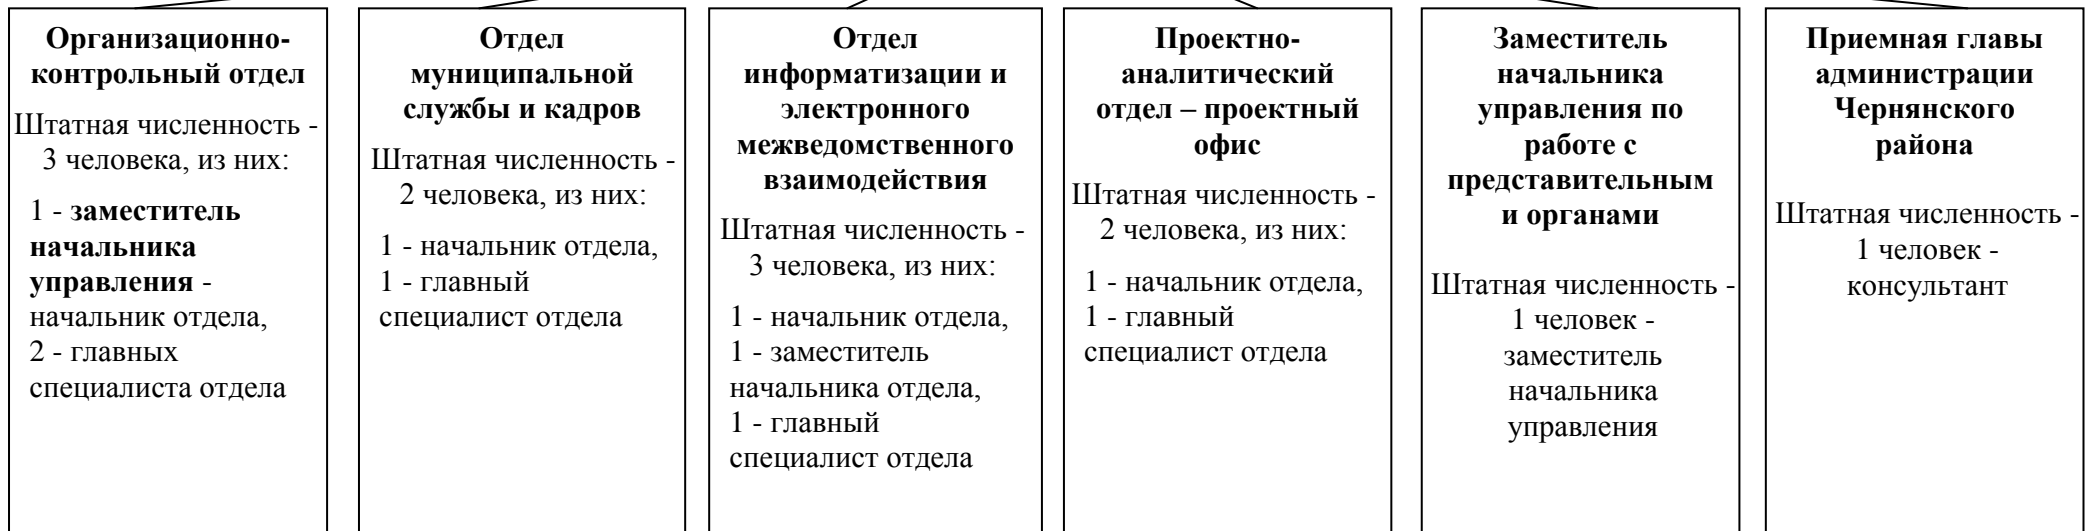 Организационно-
контрольный отдел
Штатная численность -
3 человека, из них:
1 - заместитель
начальника
управления -
начальник отдела,
2 - главных
специалиста отдела
Отдел
муниципальной
службы и кадров
Штатная численность -
2 человека, из них:
1 - начальник отдела,
1 - главный
специалист отдела
Отдел
информатизации и
электронного
межведомственного
взаимодействия
Штатная численность -
3 человека, из них:
1 - начальник отдела,
1 - заместитель
начальника отдела,
1 - главный
специалист отдела
Проектно-
аналитический
отдел – проектный
офис
Штатная численность -
2 человека, из них:
1 - начальник отдела,
1 - главный
специалист отдела
Заместитель
начальника
управления по
работе с
представительным
и органами
Штатная численность -
1 человек -
заместитель
начальника
управления
Приемная главы
администрации
Чернянского
района
Штатная численность -
1 человек -
консультант